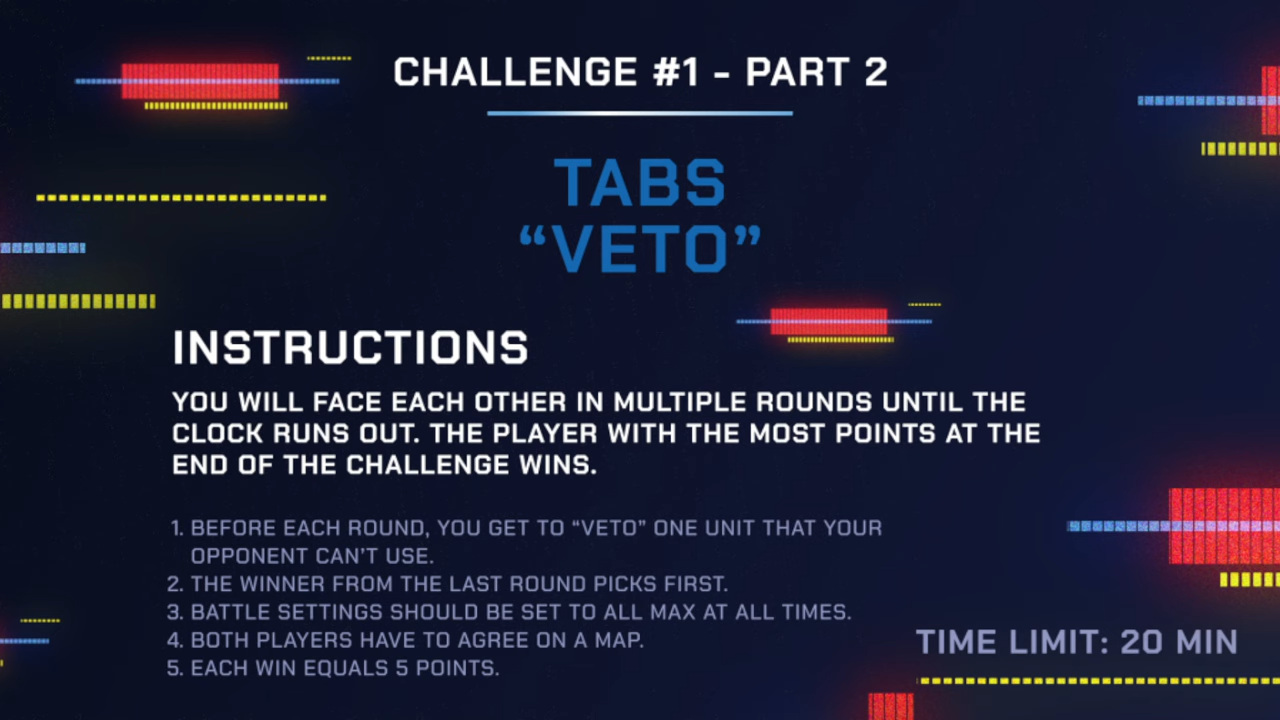 CHALLENGE #1 - PART 2
TABS
“VETO”
INSTRUCTIONS
YOU WILL FACE EACH OTHER IN MULTIPLE ROUNDS UNTIL THE
CLOCK RUNS OUT. THE PLAYER WITH THE MOST POINTS AT THE
END OF THE CHALLENGE WINS.
1. BEFORE EACH ROUND, YOU GET TO “VETO” ONE UNIT THAT YOUR
OPPONENT CAN’T USE.
2. THE WINNER FROM THE LAST ROUND PICKS FIRST.
3. BATTLE SETTINGS SHOULD BE SET TO ALL MAX AT ALL TIMES.
4. BOTH PLAYERS HAVE TO AGREE ON A MAP.
5. EACH WIN EQUALS 5 POINTS.
TIME LIMIT: 20 MIN